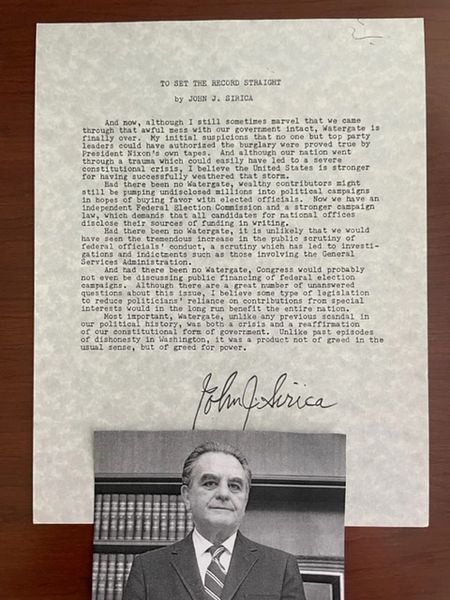 TO SET THE RECORD STRAIGHT
by JOHN J. SIRICA
And now, although I still sometimes marvel that we came
through that awful mess with our government intact, Watergate is
finally over. My initial suspicions that no one but top party
leaders could have authorized the burglary were proved true by
President Nixon's own tapes. And although our nation went
through a trauma which could easily have led to a severe
constitutional crisis, I believe the United States is stronger
for having successfully weathered that storm.
Had there been no Watergate, wealthy contributors might
still be pumping undisclosed millions into political campaigns
in hopes of buying favor with elected officials. Now we have an
independent Federal Election Commission and a stronger campaign
law, which demands that all candidates for national offices
disclose their sources of funding in writing.
Had there been no Watergate, it is unlikely that we would
have seen the tremendous increase in the public scrutiny of
federal officials' conduct, a scrutiny which has led to investi-
gations and indictments such as those involving the General
Services Administration.
And had there been no Watergate, Congress would probably
not even be discussing public financing of federal election
campaigns. Although there are a great number of unanswered
questions about this issue, I believe some type of legislation
to reduce politicians' reliance on contributions from special
interests would in the long run benefit the entire nation.
Most important, Watergate, unlike any previous scandal in
our political history, was both a crisis and a reaffirmation
of our constitutional form of government. Unlike past episodes
of dishonesty in Washington, it was a product not of greed in the
usual sense, but of greed for power.
John J. Sirica